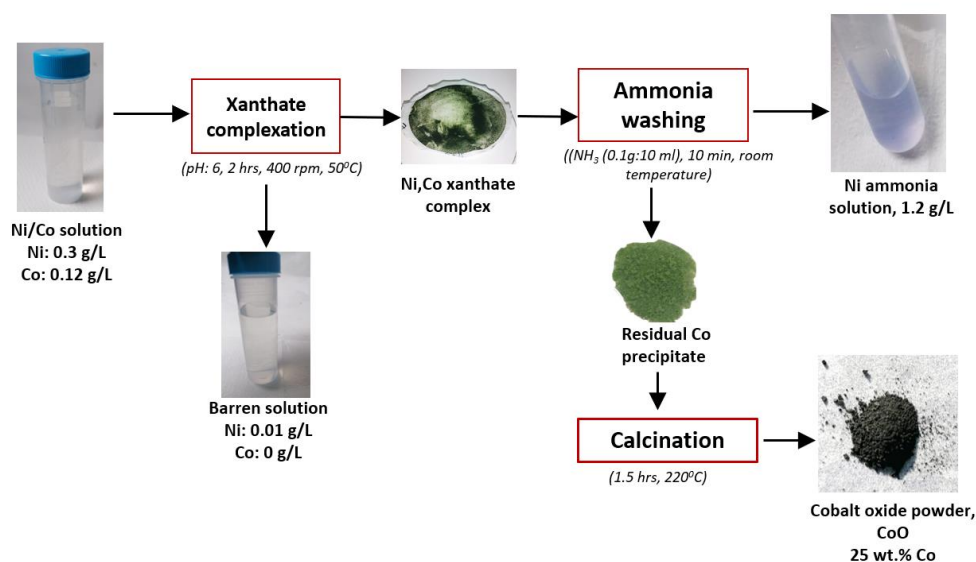 Ni/Co solution
Ni: 0.3 g/L
Co: 0.12 g/L
Xanthate
complexation
(pH: 6, 2 hrs, 400 rpm, 50⁰C)
Barren solution
Ni: 0.01 g/L
Co: 0 g/L
Ni,Co xanthate
complex
Ammonia
washing
((NH₃ (0.1g:10 ml), 10 min, room
temperature)
Ni ammonia
solution, 1.2 g/L
Residual Co
precipitate
Calcination
(1.5 hrs, 220⁰C)
Cobalt oxide powder,
CoO
25 wt.% Co